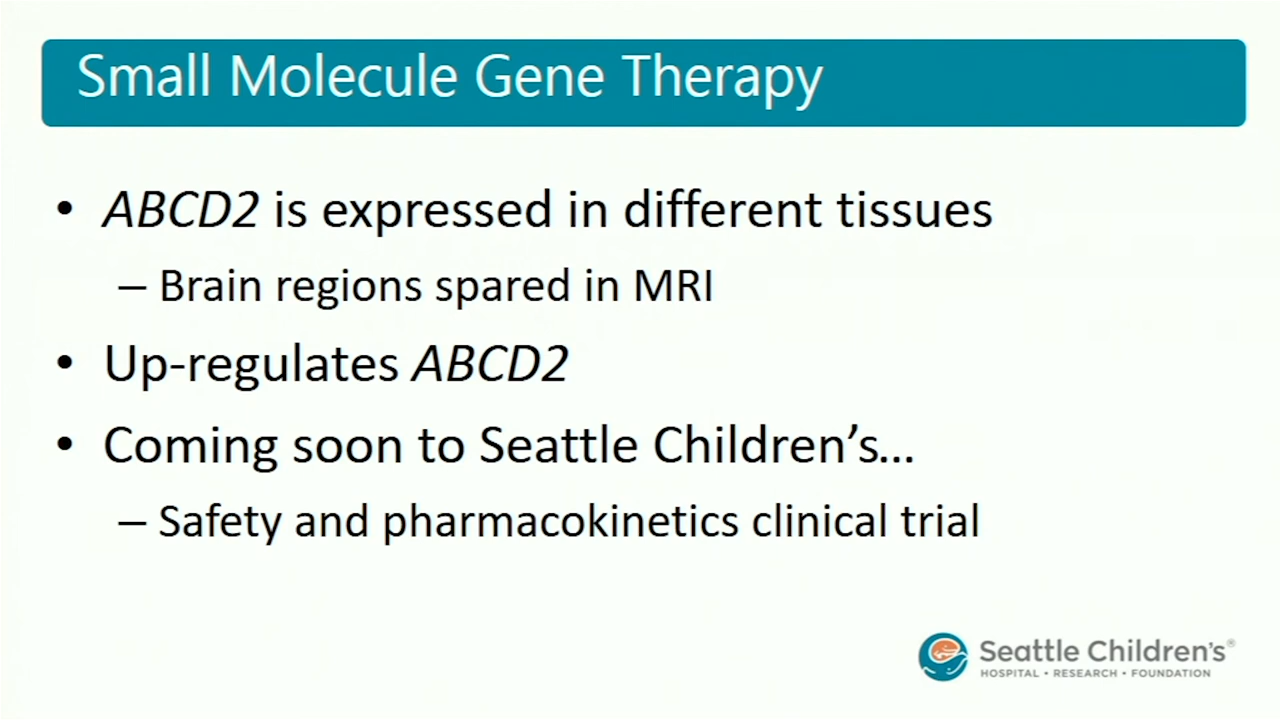 Small Molecule Gene Therapy
• ABCD2 is expressed in different tissues
– Brain regions spared in MRI
• Up-regulates ABCD2
• Coming soon to Seattle Children’s…
– Safety and pharmacokinetics clinical trial
Seattle Children’s®
HOSPITAL • RESEARCH • FOUNDATION